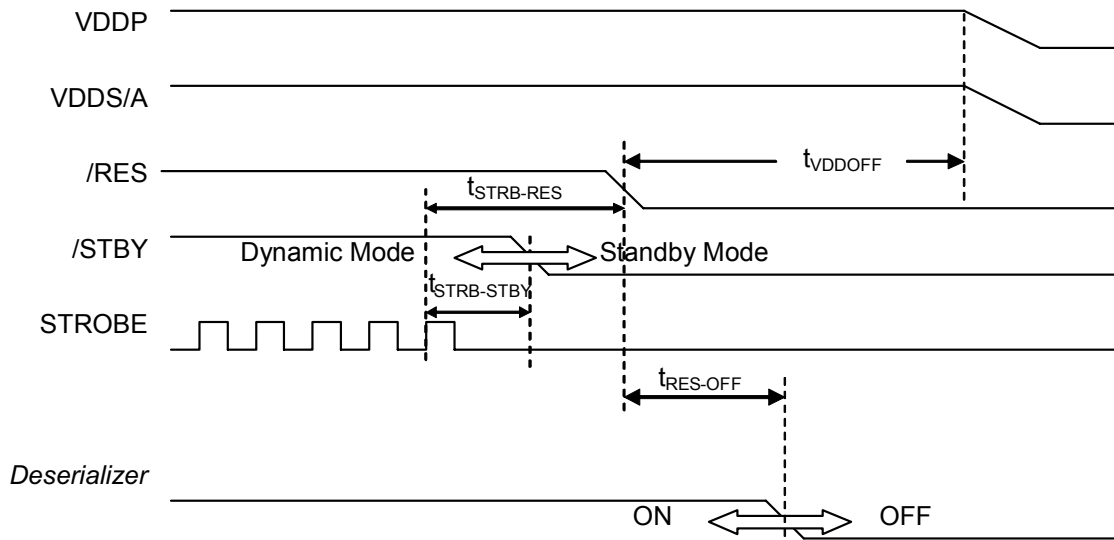 VDDP
VDDS/A
/RES
tVDDOFF
tSTRB-RES
/STBY
Dynamic Mode
Standby Mode
tSTRB-STBY
STROBE
tRES-OFF
Deserializer
ON
OFF